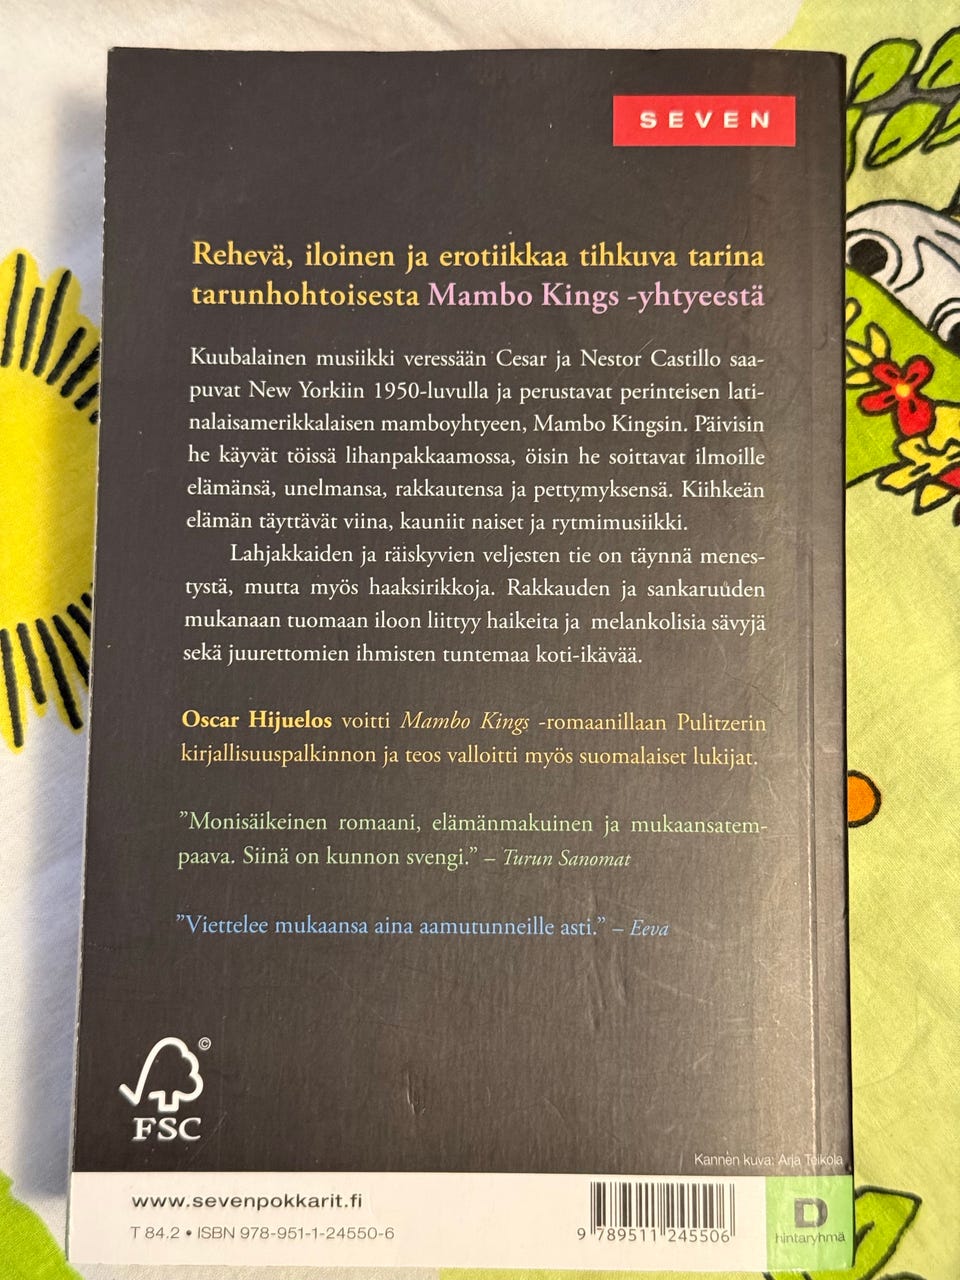 SEVEN
Rehevä, iloinen ja erotiikkaa tihkuva tarina
tarunhohtoisesta Mambo Kings -yhtyeestä
Kuubalainen musiikki veressään Cesar ja Nestor Castillo saa-
puvat New Yorkiin 1950-luvulla ja perustavat perinteisen lati-
nalaisamerikkalaisen mamboyhtyeen, Mambo Kingsin. Päivisin
he käyvät töissä lihanpakkaamossa, öisin he soittavat ilmoille
elämänsä, unelmansa, rakkautensa ja pettymyksensä. Kiihkeän
elämän täyttävät viina, kauniit naiset ja rytmimusiikki.
Lahjakkaiden ja räiskyvien veljesten tie on täynnä menes-
tystä, mutta myös haaksirikkoja. Rakkauden ja sankaruuden
mukanaan tuomaan iloon liittyy haikeita ja melankolisia sävyjä
sekä juurettomien ihmisten tuntemaa koti-ikävää.
Oscar Hijuelos voitti Mambo Kings -romaanillaan Pulitzerin
kirjallisuuspalkinnon ja teos valloitti myös suomalaiset lukijat.
”Monisäikeinen romaani, elämänmakuinen ja mukaansatem-
paava. Siinä on kunnon svengi.” – Turun Sanomat
”Viettelee mukaansa aina aamutunneille asti.” – Eeva
©
FSC
Kannen kuva: Arja Teikola
www.sevenpokkarit.fi
T 84.2 • ISBN 978-951-1-24550-6
9 789511 245506
D
hintaryhmä